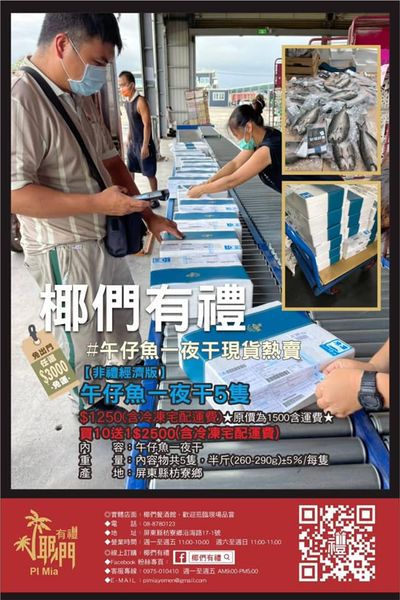 椰們有禮
#午仔魚一夜干現貨熱賣
免出門
任選
$3000
免運
【非禮經濟版】
午仔魚一夜干5隻
$1250(含冷凍宅配運費)★原價為1500含運費★
買10送1$2500(含冷凍宅配運費)
內　　容：午仔魚一夜干
重　　量：內容物共5隻，半斤(260-290g)±5%/每隻
產　　地：屏東縣枋寮鄉
有禮
椰們
PI Mia
◎實體店面：椰們餐酒館，歡迎蒞臨現場品嘗
◆電　　話：08-8780123
◆地　　址：屏東縣枋寮鄉沿海路17-1號
◆營業時間：週一至週五 11:00-10:00　週六至週日 11:00-11:00
◎線上訂購：椰們有禮
◆Facebook 粉絲專頁：椰們有禮
◆客服專線：0975-010410 週一至週五 AM9:00-PM5:00
◆E-MAIL：pimiayemen@gmail.com
禮